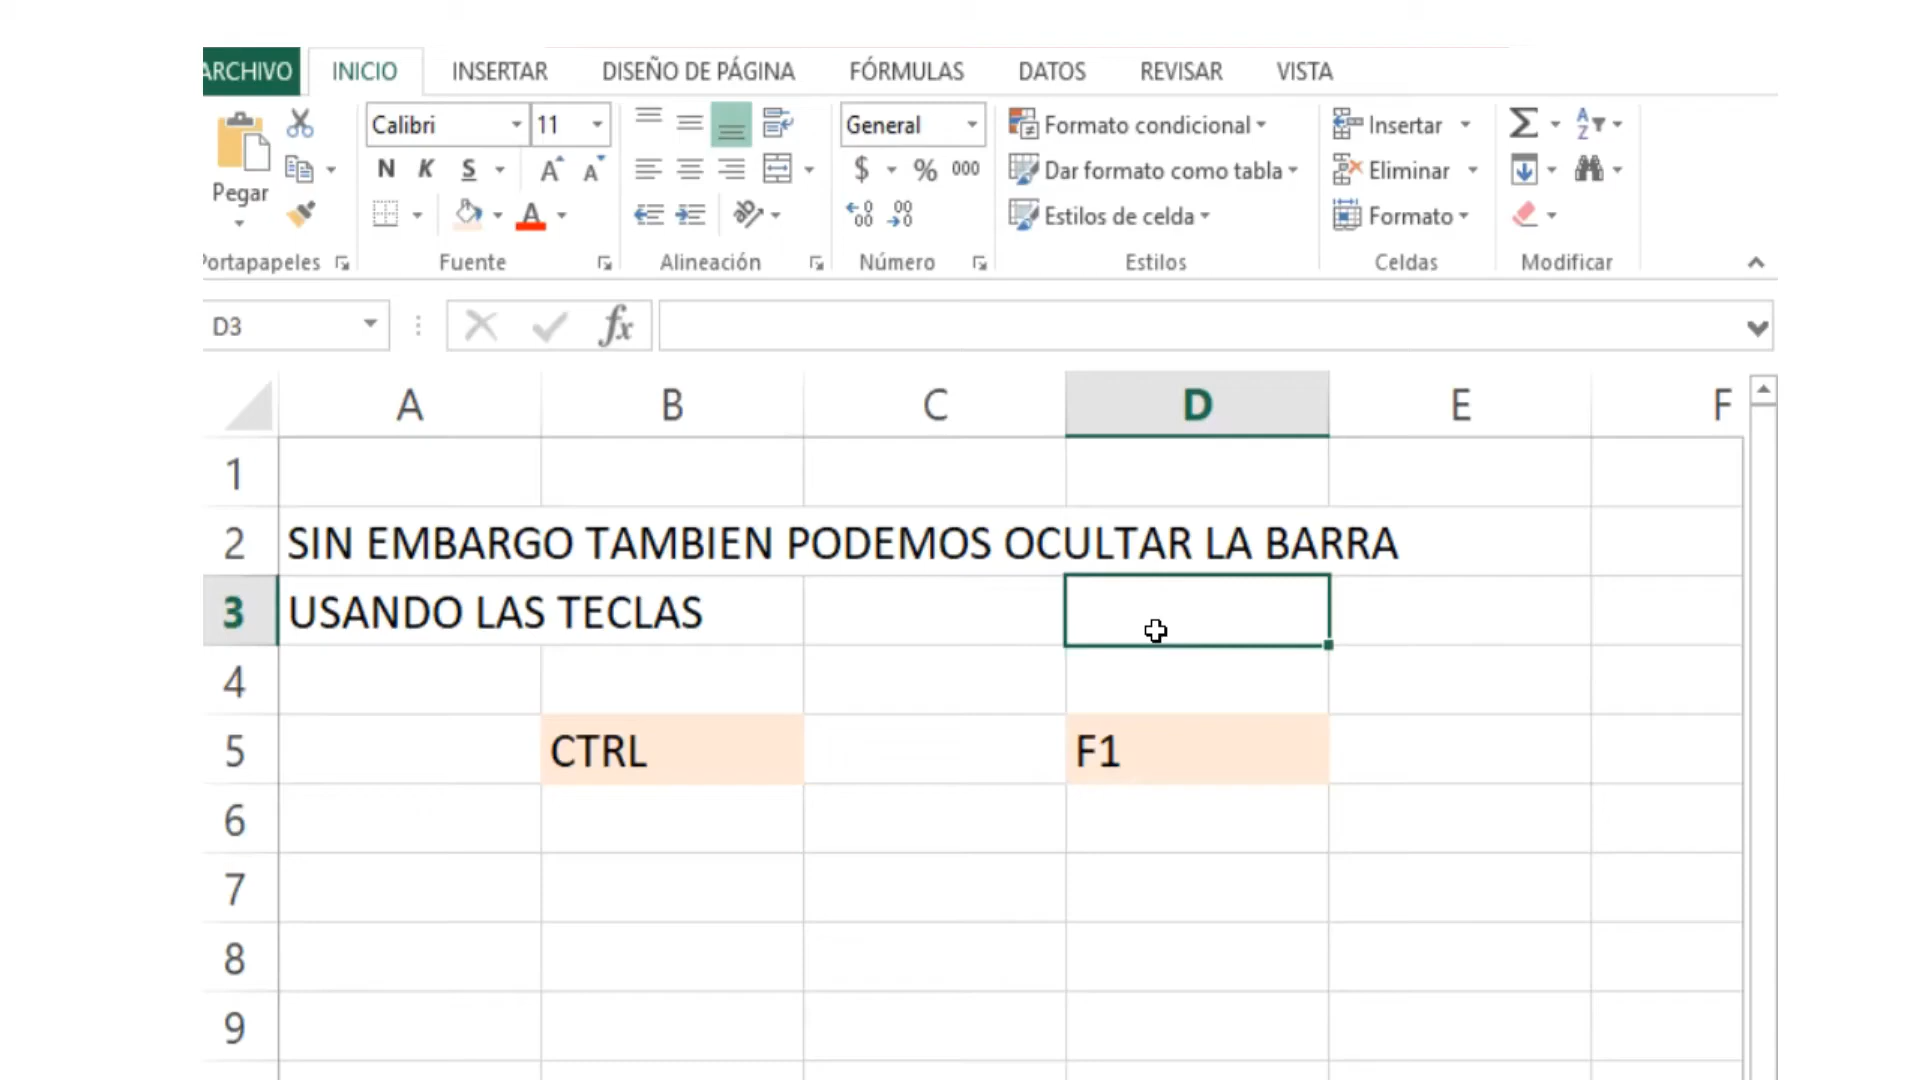 ARCHIVO INICIO INSERTAR DISEÑO DE PÁGINA FÓRMULAS DATOS REVISAR VISTA
Calibri 11 General Formato condicional Insertar
Pegar N K S A A $ % 000 Dar formato como tabla Eliminar
A Estilos de celda Formato
Portapapeles Fuente Alineación Número Estilos Celdas Modificar
D3 fx
A B C D E F
1
2 SIN EMBARGO TAMBIEN PODEMOS OCULTAR LA BARRA
3 USANDO LAS TECLAS
4
5 CTRL F1
6
7
8
9